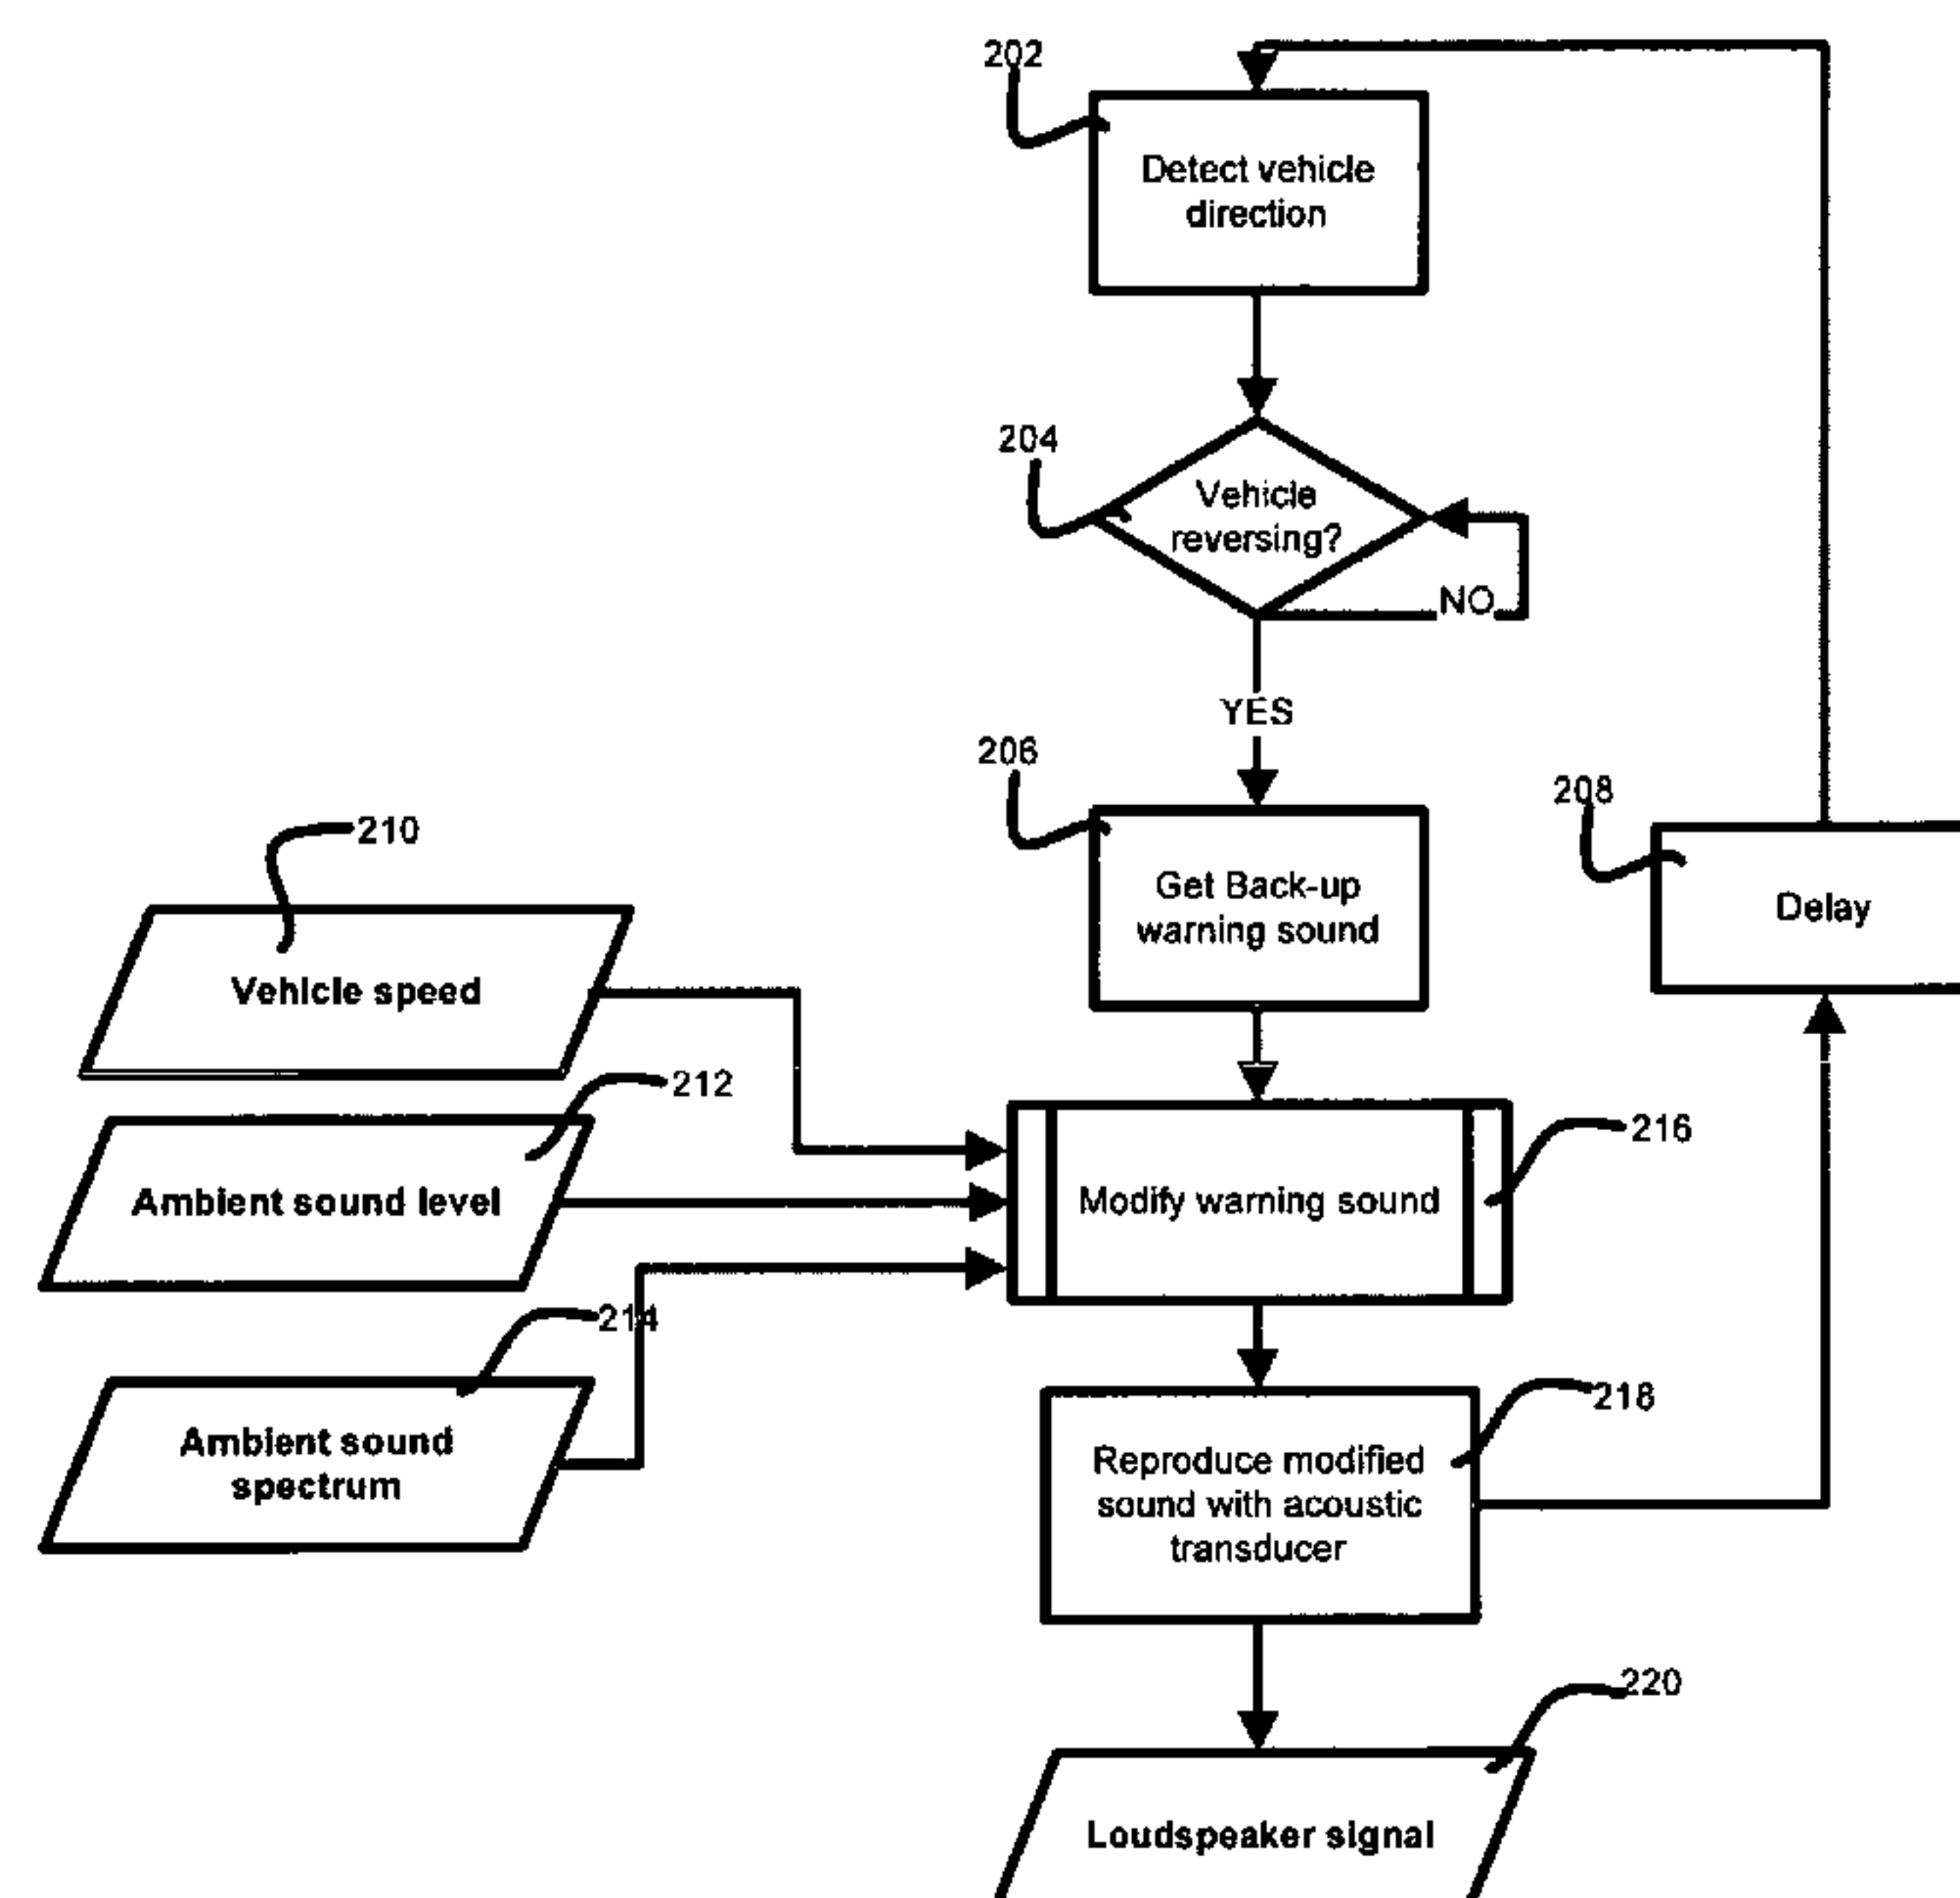 202
Detect vehicle
direction
204
Vehicle
reversing?
NO
YES
206
208
210
Get Back-up
warning sound
Delay
Vehicle speed
212
216
Ambient sound level
Modify warning sound
214
218
Ambient sound
spectrum
Reproduce modified
sound with acoustic
transducer
220
Loudspeaker signal